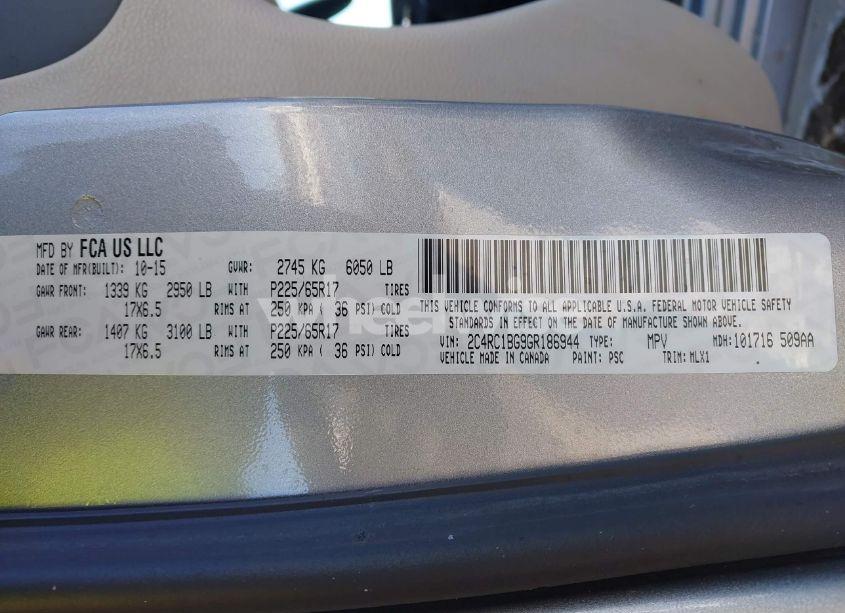 MFD BY FCA US LLC
DATE OF MFR(BUILT): 10-15 GVWR: 2745 KG 6050 LB
GAWR FRONT: 1339 KG 2950 LB WITH P225/65R17 TIRES
17X6.5 RIMS AT 250 KPA ( 36 PSI) COLD
GAWR REAR: 1407 KG 3100 LB WITH P225/65R17 TIRES
17X6.5 RIMS AT 250 KPA ( 36 PSI) COLD
THIS VEHICLE CONFORMS TO ALL APPLICABLE U.S.A. FEDERAL MOTOR VEHICLE SAFETY
STANDARDS IN EFFECT ON THE DATE OF MANUFACTURE SHOWN ABOVE.
VIN: 2C4RC1BG9GR186944 TYPE: MPV MDH:101716 509AA
VEHICLE MADE IN CANADA PAINT: PSC TRIM: MLX1